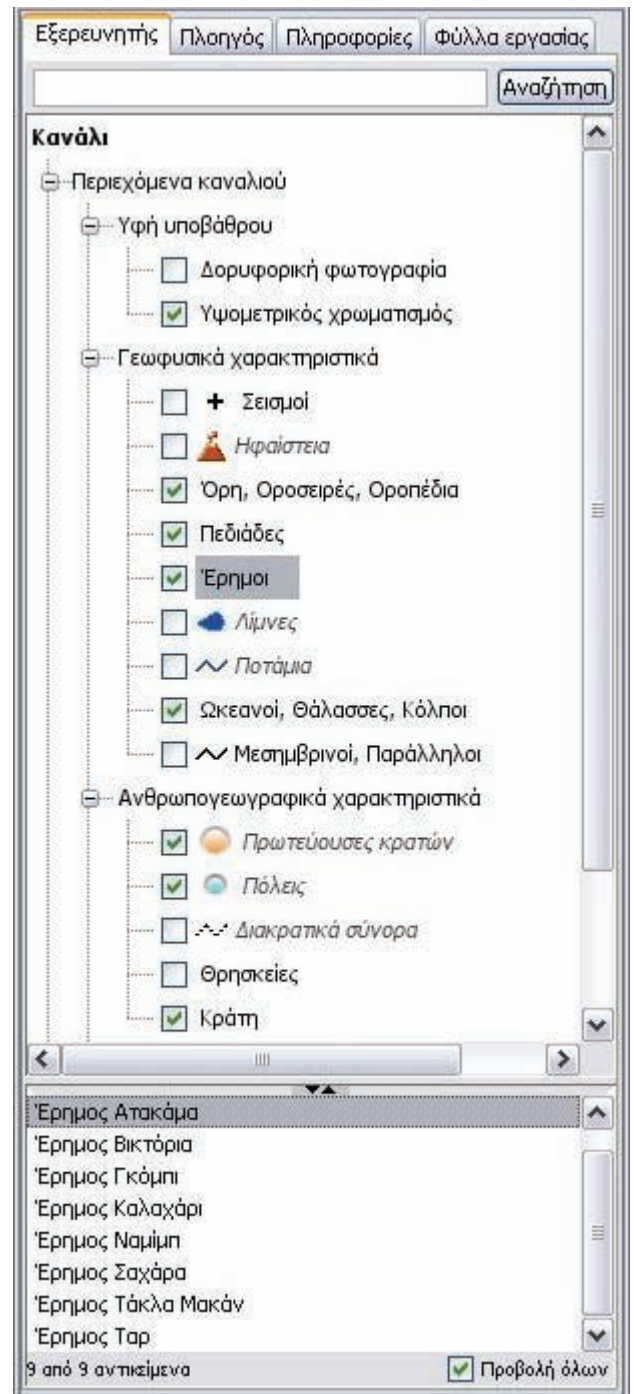 Εξερευνητής Πλοηγός Πληροφορίες Φύλλα εργασίας
Αναζήτηση
Κανάλι
Περιεχόμενα καναλιού
Υφή υποβάθρου
Δορυφορική φωτογραφία
Υψομετρικός χρωματισμός
Γεωφυσικά χαρακτηριστικά
Σεισμοί
Ηφαίστεια
Όρη, Οροσειρές, Οροπέδια
Πεδιάδες
Έρημοι
Λίμνες
Ποτάμια
Ωκεανοί, Θάλασσες, Κόλποι
Μεσημβρινοί, Παράλληλοι
Ανθρωπογεωγραφικά χαρακτηριστικά
Πρωτεύουσες κρατών
Πόλεις
Διακρατικά σύνορα
Θρησκείες
Κράτη
Έρημος Ατακάμα
Έρημος Βικτόρια
Έρημος Γκόμπι
Έρημος Καλαχάρι
Έρημος Ναμίμπ
Έρημος Σαχάρα
Έρημος Τάκλα Μακάν
Έρημος Ταρ
9 από 9 αντικείμενα Προβολή όλων